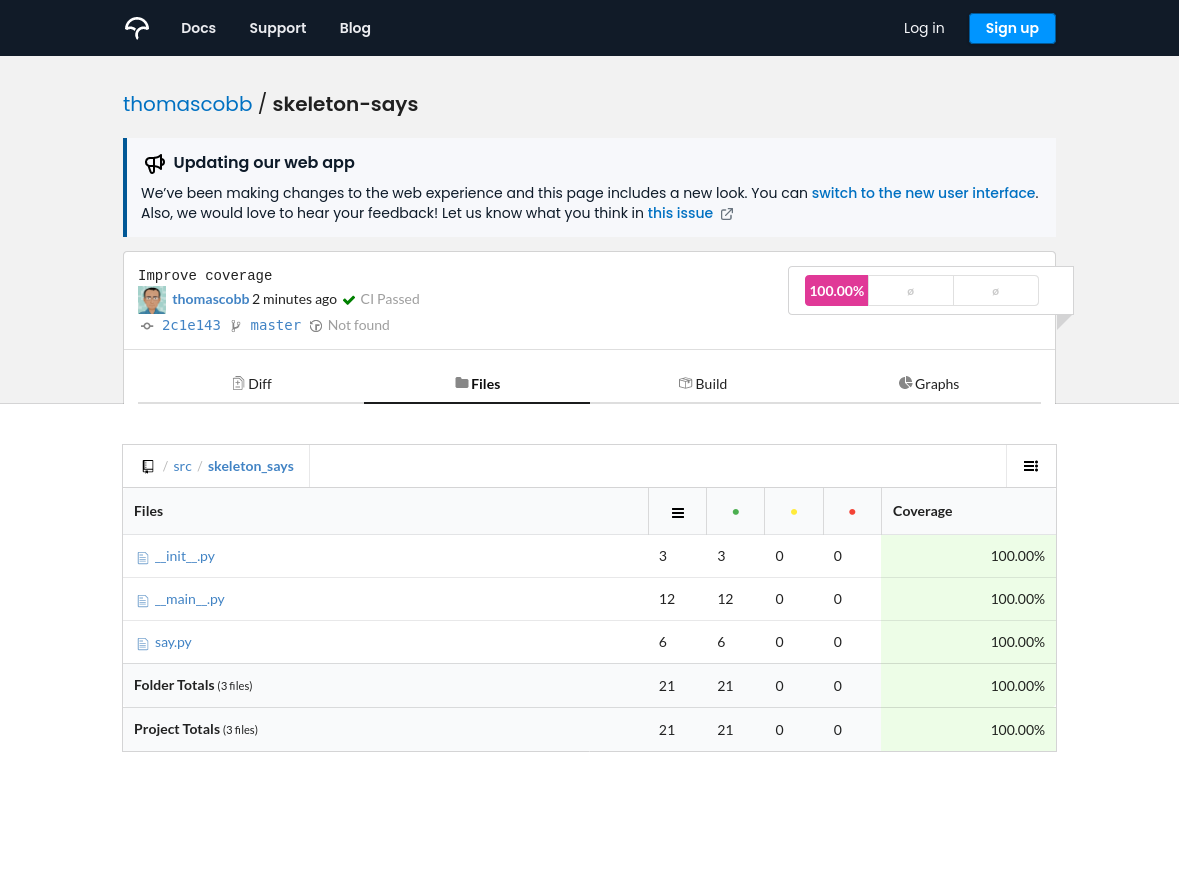 Docs Support Blog Log in Sign up
thomascobb / skeleton-says
Updating our web app
We've been making changes to the web experience and this page includes a new look. You can switch to the new user interface.
Also, we would love to hear your feedback! Let us know what you think in this issue
Improve coverage
thomascobb 2 minutes ago CI Passed
2c1e143 master Not found
100.00% ø ø
Diff Files Build Graphs
/ src / skeleton_says
Files Coverage
__init__.py 3 3 0 0 100.00%
__main__.py 12 12 0 0 100.00%
say.py 6 6 0 0 100.00%
Folder Totals (3 files) 21 21 0 0 100.00%
Project Totals (3 files) 21 21 0 0 100.00%